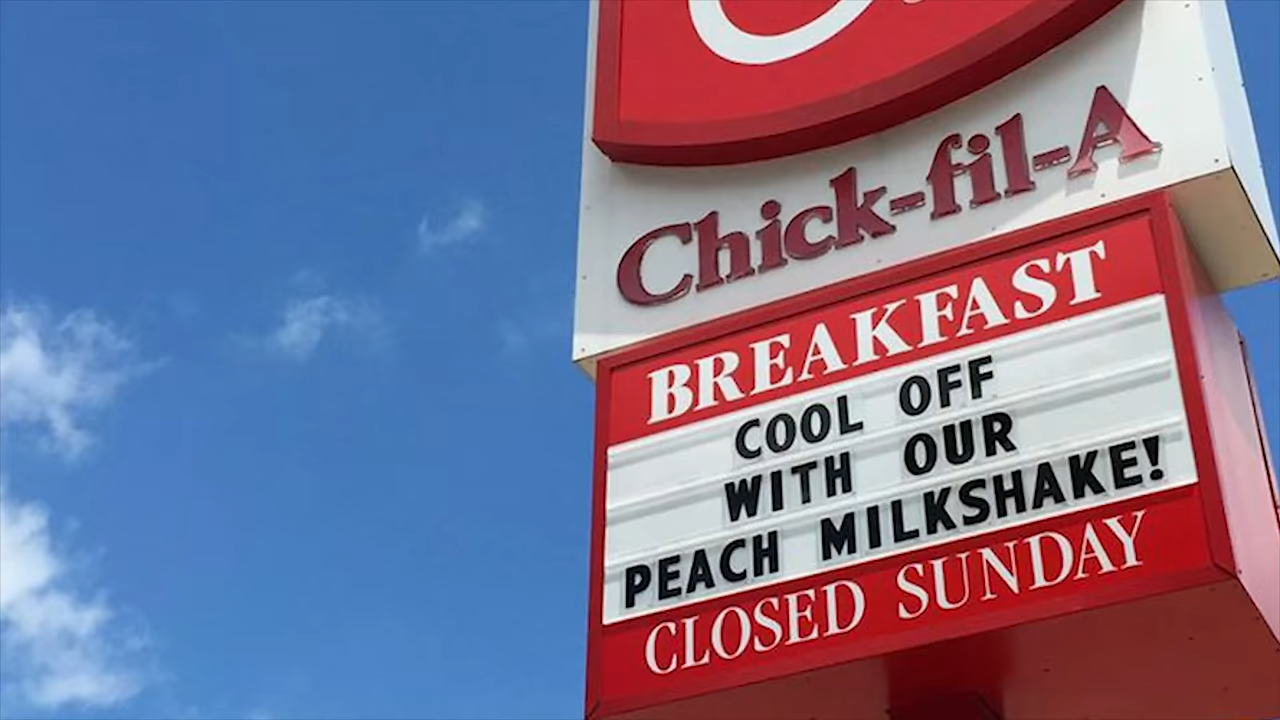 Chick-fil-A
BREAKFAST
COOL OFF
WITH OUR
PEACH MILKSHAKE!
CLOSED SUNDAY